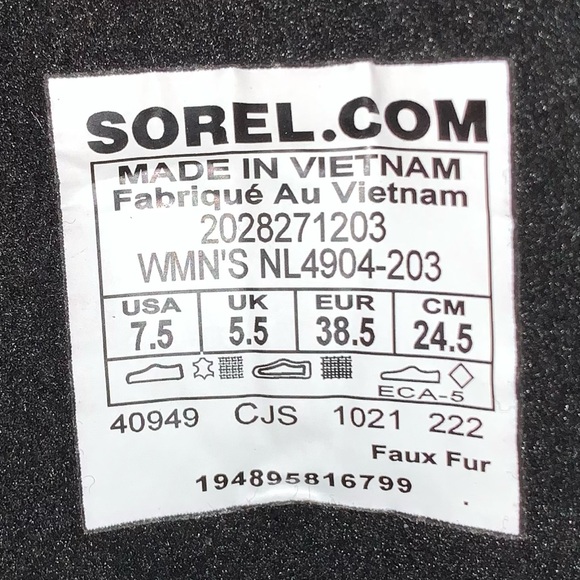 SOREL.COM
MADE IN VIETNAM
Fabriqué Au Vietnam
2028271203
WMN'S NL4904-203
USA UK EUR CM
7.5 5.5 38.5 24.5
ECA-5
40949 CJS 1021 222
Faux Fur
194895816799